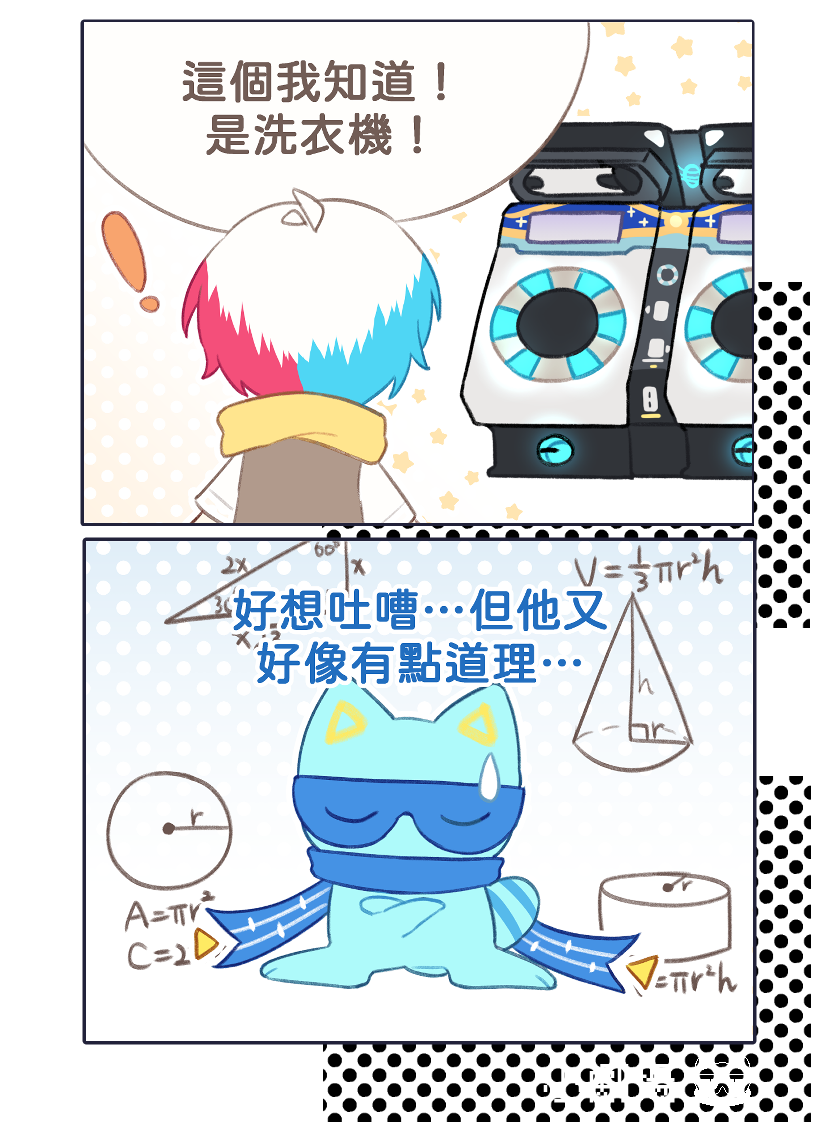 這個我知道！
是洗衣機！
60°
2x
x
V=⅓πr²h
好想吐嘈…但他又
好像有點道理…
h
r
r
r
A=πr²
C=2
=πr²h